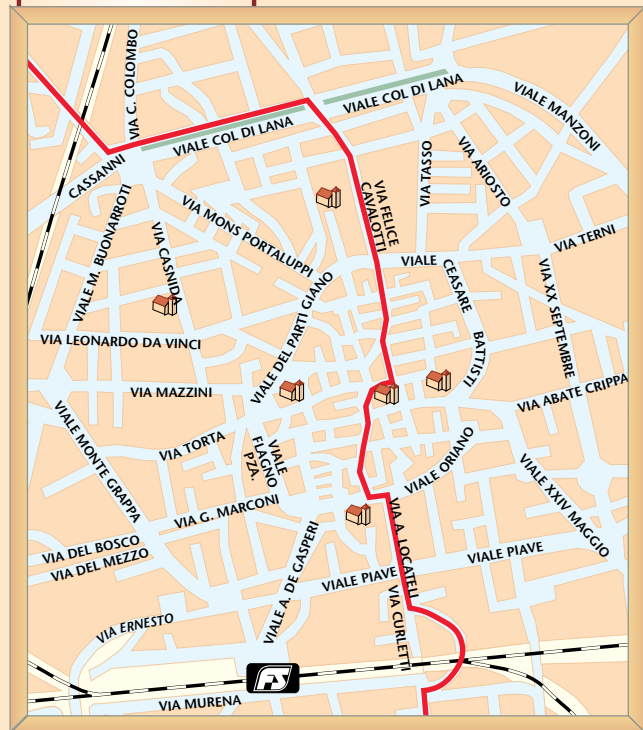 VIA C. COLOMBO
VIALE COL DI LANA
VIALE COL DI LANA
VIALE MANZONI
CASSANNI
VIA TASSO
VIA ARIOSTO
VIA FELICE
CAVALOTTI
VIALE M. BUONARROTI
VIA MONS PORTALUPPI
VIA CASNIDA
VIA TERNI
VIALE
CEASARE
BATTISTI
VIA XX SEPTEMBRE
VIALE DEL PARTI GIANO
VIA LEONARDO DA VINCI
VIA MAZZINI
VIA ABATE CRIPPA
VIALE MONTE GRAPPA
VIA TORTA
VIALE
FLAGNO
PZA.
VIALE ORIANO
VIALE XXIV MAGGIO
VIA G. MARCONI
VIA A. LOCATELI
VIA DEL BOSCO
VIA DEL MEZZO
VIALE A. DE GASPERI
VIALE PIAVE
VIALE PIAVE
VIA ERNESTO
VIA CURLETTI
FS
VIA MURENA